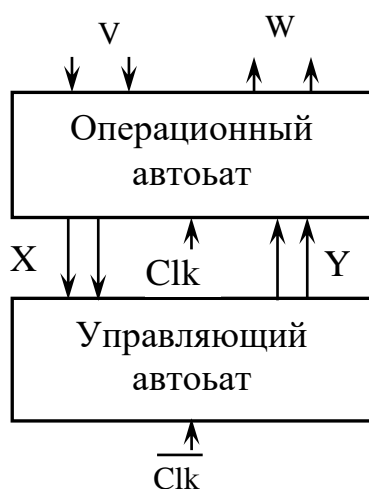 V W
Операционный
автоьат
X Clk Y
Управляющий
автоьат
Clk